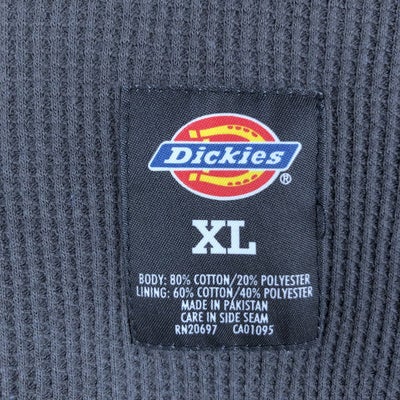 Dickies®
XL
BODY: 80% COTTON/20% POLYESTER
LINING: 60% COTTON/40% POLYESTER
MADE IN PAKISTAN
CARE IN SIDE SEAM
RN20697 CA01095